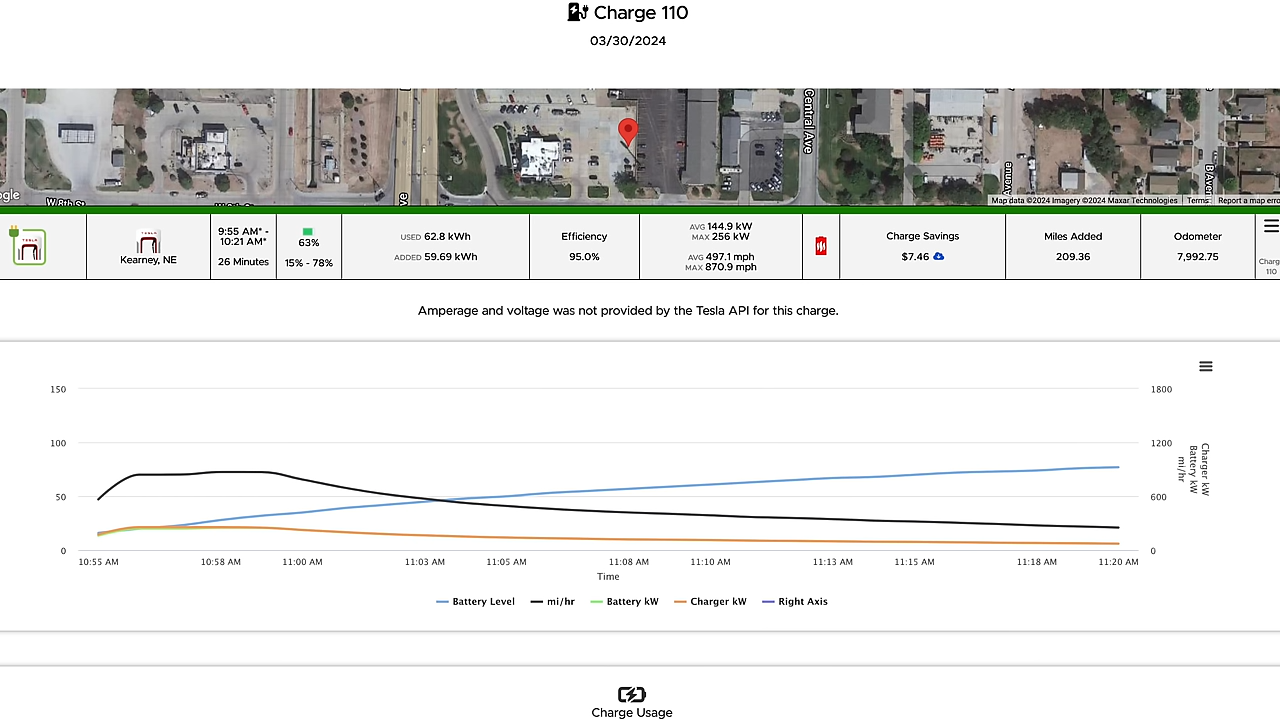 Charge 110
03/30/2024
Central Ave
W 8th St
Map data ©2024 Imagery ©2024 Maxar Technologies
Terms
Report a map erro
TESLA
Kearney, NE
9:55 AM* -
10:21 AM*
26 Minutes
63%
15% - 78%
USED 62.8 kWh
ADDED 59.69 kWh
Efficiency
95.0%
AVG 144.9 kW
MAX 256 kW
AVG 497.1 mph
MAX 870.9 mph
Charge Savings
$7.46
Miles Added
209.36
Odometer
7,992.75
Charg
110
Amperage and voltage was not provided by the Tesla API for this charge.
150
100
50
0
1800
1200
600
0
Charger kW
Battery kW
mi/hr
10:55 AM
10:58 AM
11:00 AM
11:03 AM
11:05 AM
11:08 AM
11:10 AM
11:13 AM
11:15 AM
11:18 AM
11:20 AM
Time
Battery Level
mi/hr
Battery kW
Charger kW
Right Axis
Charge Usage